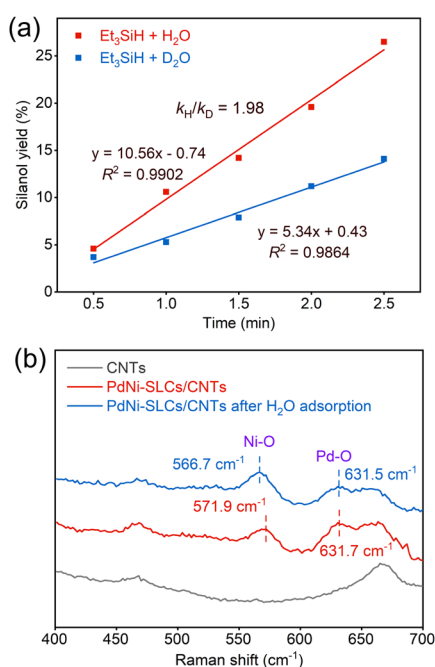 (a)
Et₃SiH + H₂O
Et₃SiH + D₂O
k_H/k_D = 1.98
y = 10.56x - 0.74
R² = 0.9902
y = 5.34x + 0.43
R² = 0.9864
Silanol yield (%)
25
20
15
10
5
0
0.5 1.0 1.5 2.0 2.5
Time (min)
(b)
CNTs
PdNi-SLCs/CNTs
PdNi-SLCs/CNTs after H₂O adsorption
Ni-O
Pd-O
566.7 cm⁻¹
631.5 cm⁻¹
571.9 cm⁻¹
631.7 cm⁻¹
400 450 500 550 600 650 700
Raman shift (cm⁻¹)